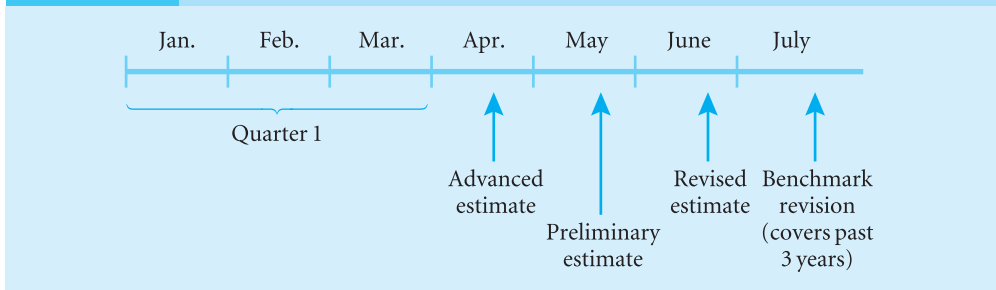 Jan. Feb. Mar. Apr. May June July
Quarter 1
Advanced
estimate
Preliminary
estimate
Revised
estimate
Benchmark
revision
(covers past
3 years)